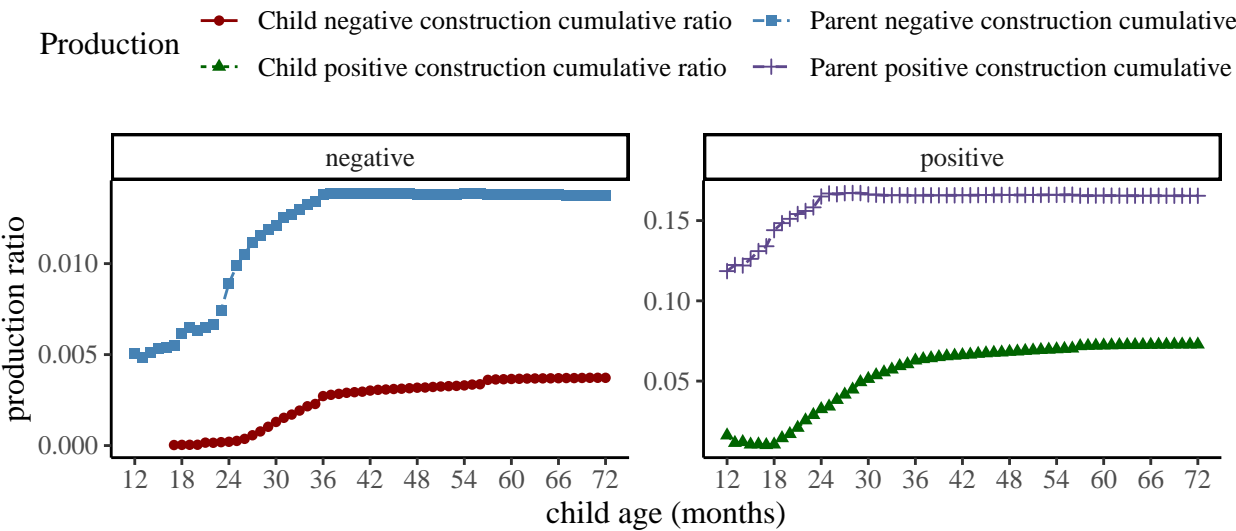 Production
Child negative construction cumulative ratio
Parent negative construction cumulative
Child positive construction cumulative ratio
Parent positive construction cumulative
negative
positive
production ratio
0.010
0.005
0.000
0.15
0.10
0.05
12 18 24 30 36 42 48 54 60 66 72
12 18 24 30 36 42 48 54 60 66 72
child age (months)